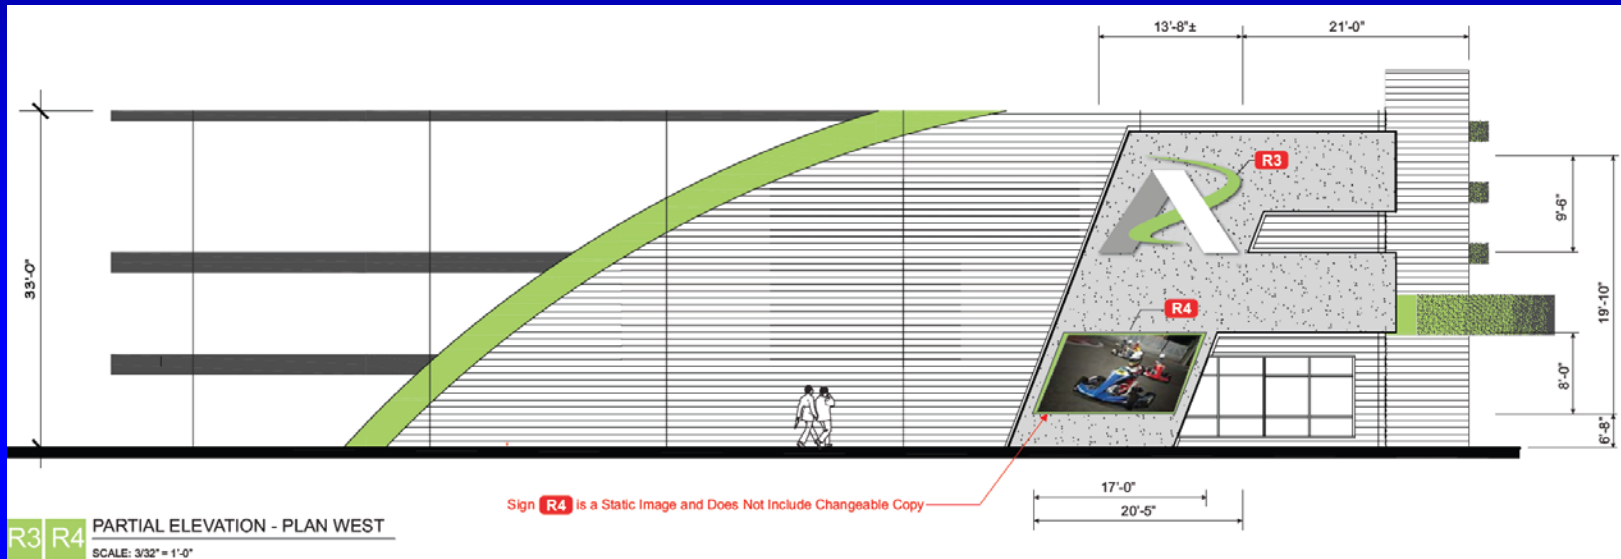 13'-8"±
21'-0"
R3
33'-0"
9'-6"
19'-10"
R4
8'-0"
6'-8"
17'-0"
20'-5"
Sign R4 is a Static Image and Does Not Include Changeable Copy
R3 R4 PARTIAL ELEVATION - PLAN WEST
SCALE: 3/32" = 1'-0"